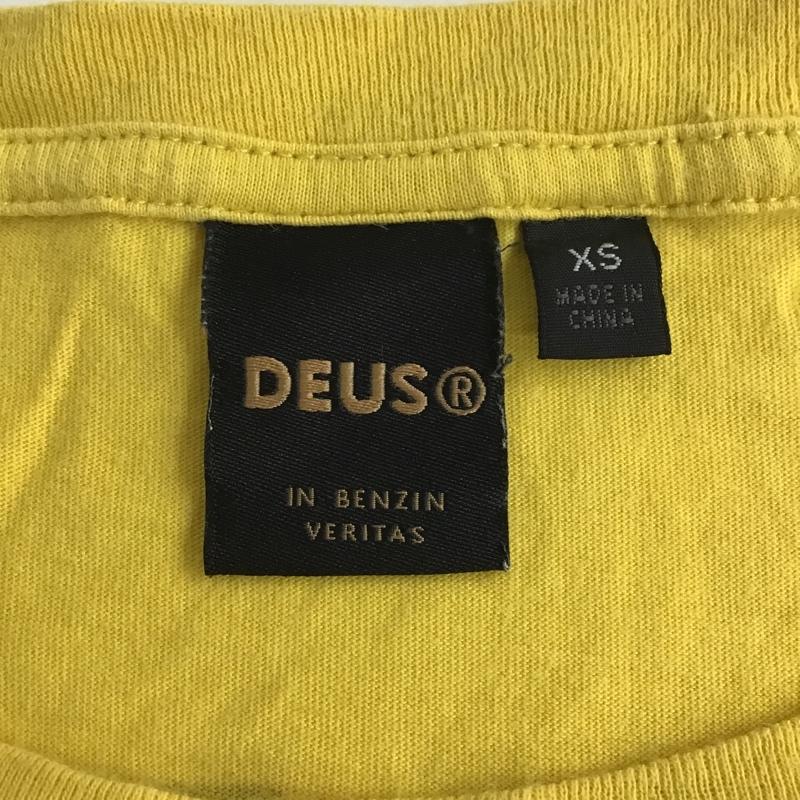 DEUS®
IN BENZIN
VERITAS
XS
MADE IN
CHINA